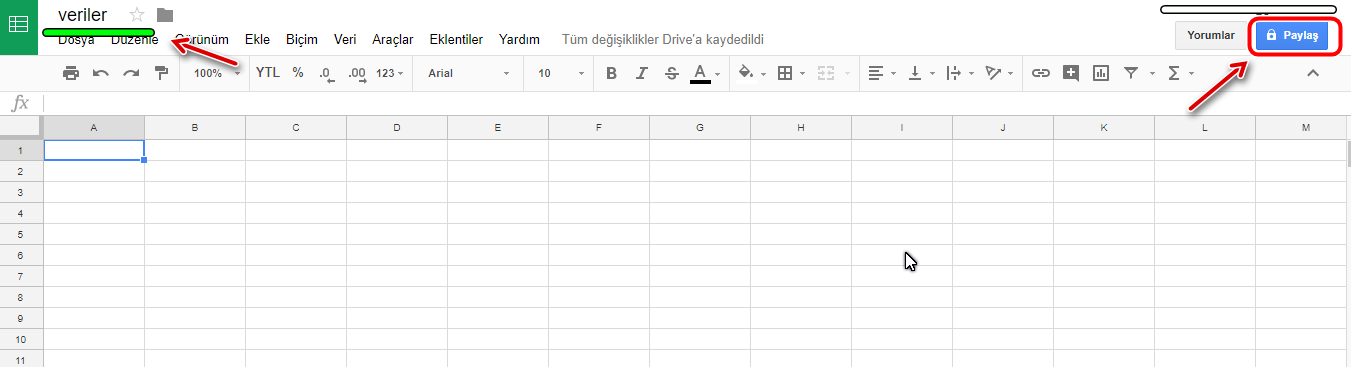 veriler
Dosya Düzenle Görünüm Ekle Biçim Veri Araçlar Eklentiler Yardım Tüm değişiklikler Drive'a kaydedildi
Yorumlar Paylaş
100% YTL % .0 .00 123 Arial 10 B I S A Σ
fx
A B C D E F G H I J K L M
1
2
3
4
5
6
7
8
9
10
11